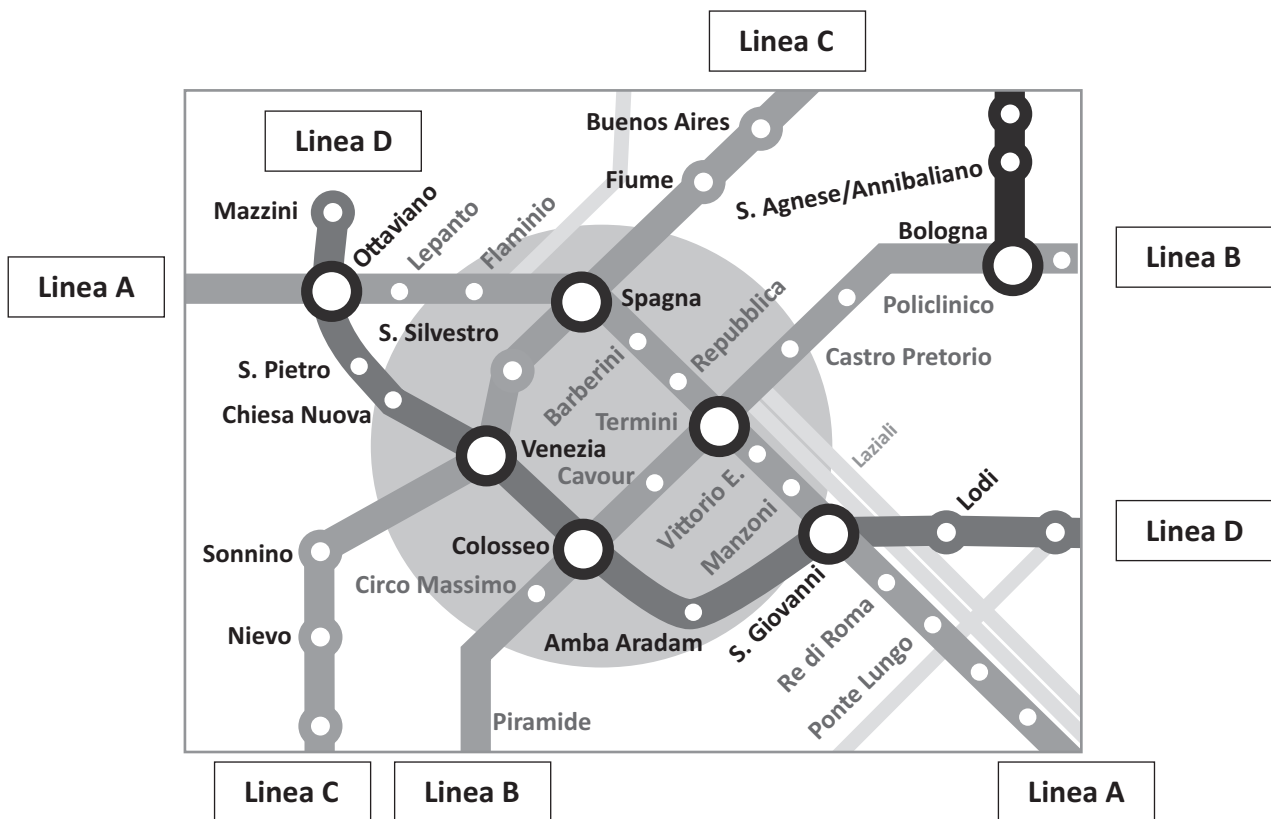 Linea C
Linea D
Buenos Aires
Fiume
S. Agnese/Annibaliano
Mazzini
Ottaviano
Lepanto
Flaminio
Bologna
Linea A
Linea B
Spagna
Repubblica
Policlinico
S. Silvestro
Barberini
Castro Pretorio
S. Pietro
Chiesa Nuova
Termini
Venezia
Laziali
Cavour
Vittorio E.
Manzoni
Lodi
Linea D
Sonnino
Colosseo
Circo Massimo
Nievo
Amba Aradam
S. Giovanni
Re di Roma
Ponte Lungo
Piramide
Linea C
Linea B
Linea A